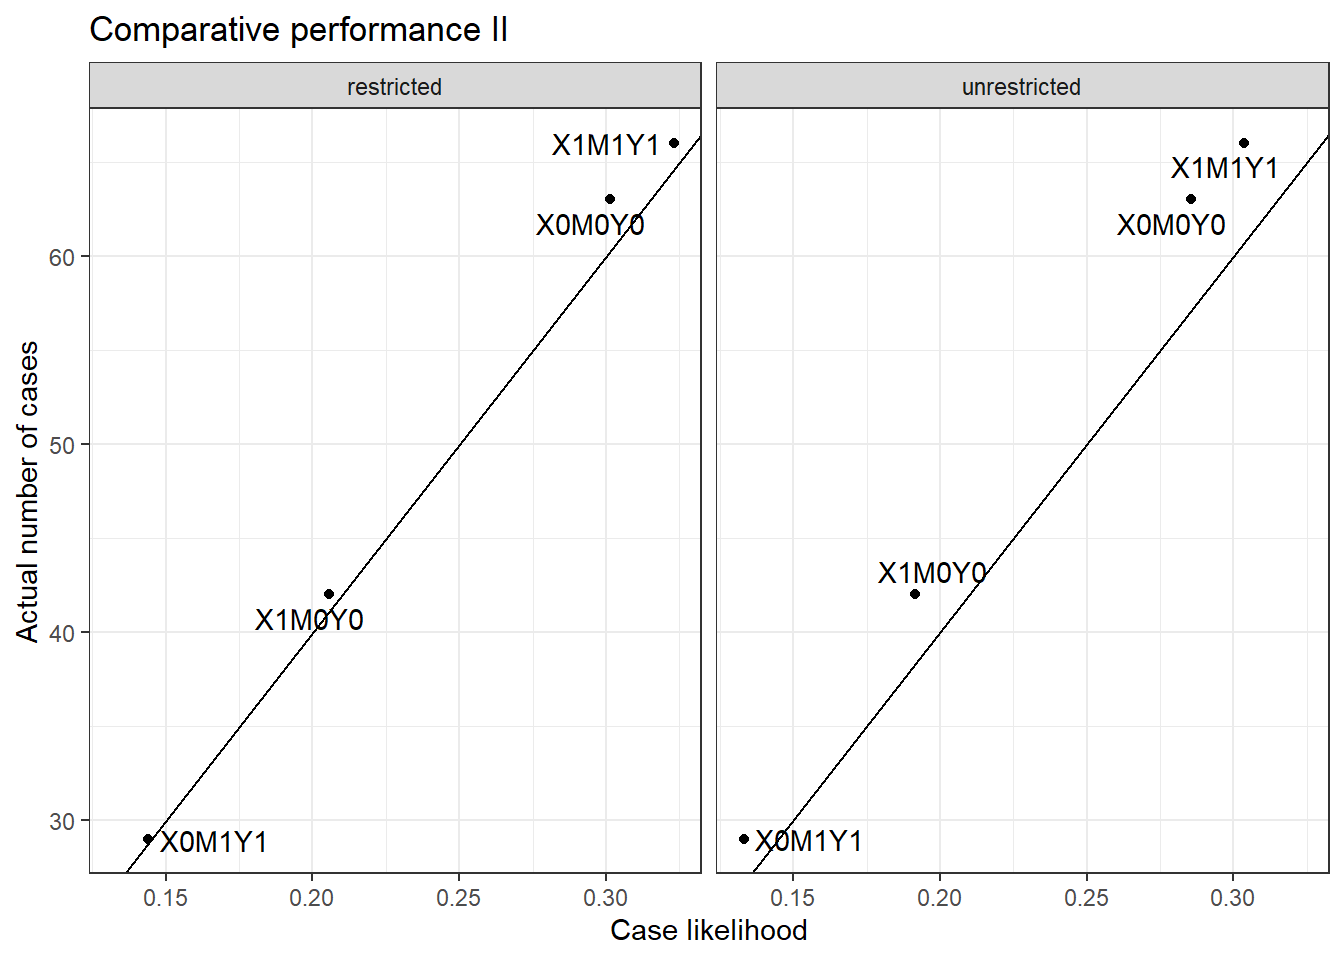 Comparative performance II
restricted
unrestricted
Actual number of cases
60
50
40
30
X1M1Y1
X0M0Y0
X1M0Y0
X0M1Y1
X1M1Y1
X0M0Y0
X1M0Y0
X0M1Y1
0.15 0.20 0.25 0.30
0.15 0.20 0.25 0.30
Case likelihood